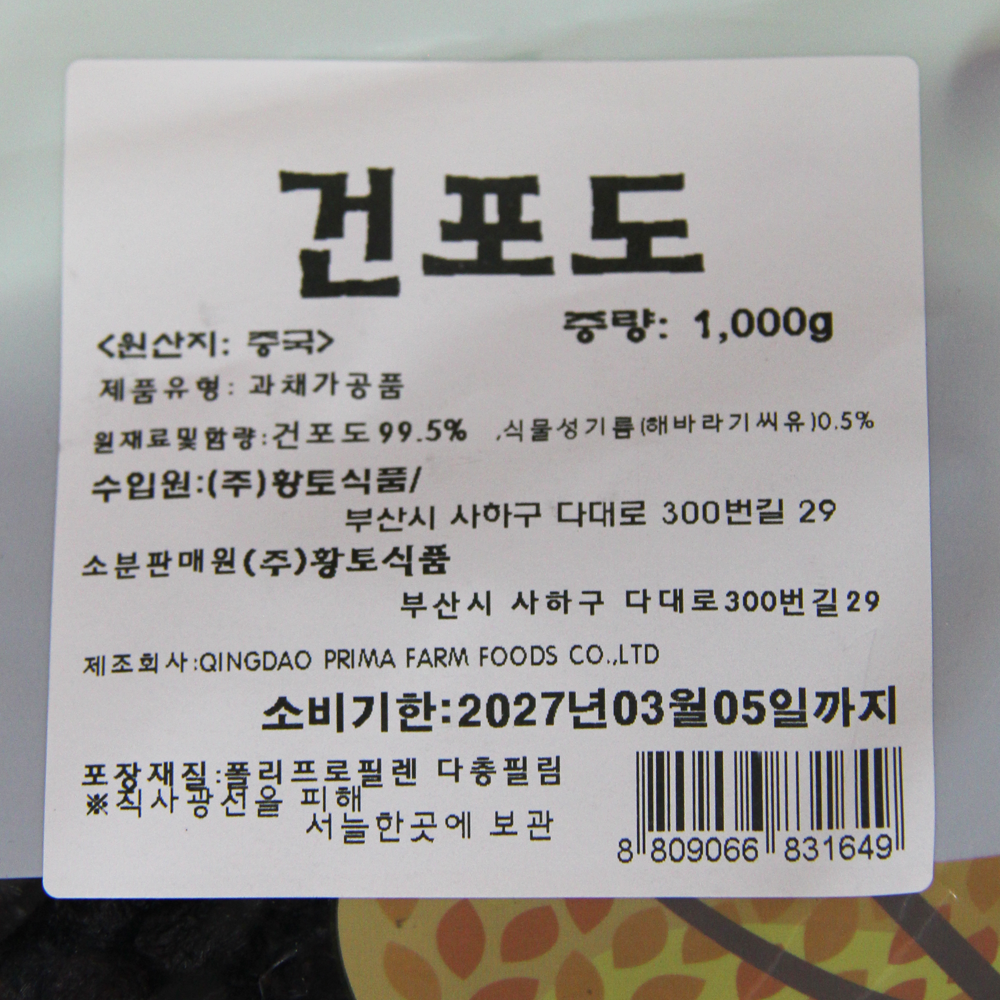 건포도
중량: 1,000g
<원산지: 중국>
제품유형: 과채가공품
원재료및함량:건포도99.5% ,식물성기름(해바라기씨유)0.5%
수입원:(주)황토식품/
부산시 사하구 다대로 300번길 29
소분판매원(주)황토식품
부산시 사하구 다대로300번길29
제조회사:QINGDAO PRIMA FARM FOODS CO.,LTD
소비기한:2027년03월05일까지
포장재질:폴리프로필렌 다층필림
※직사광선을 피해
서늘한곳에 보관
8 809066 831649